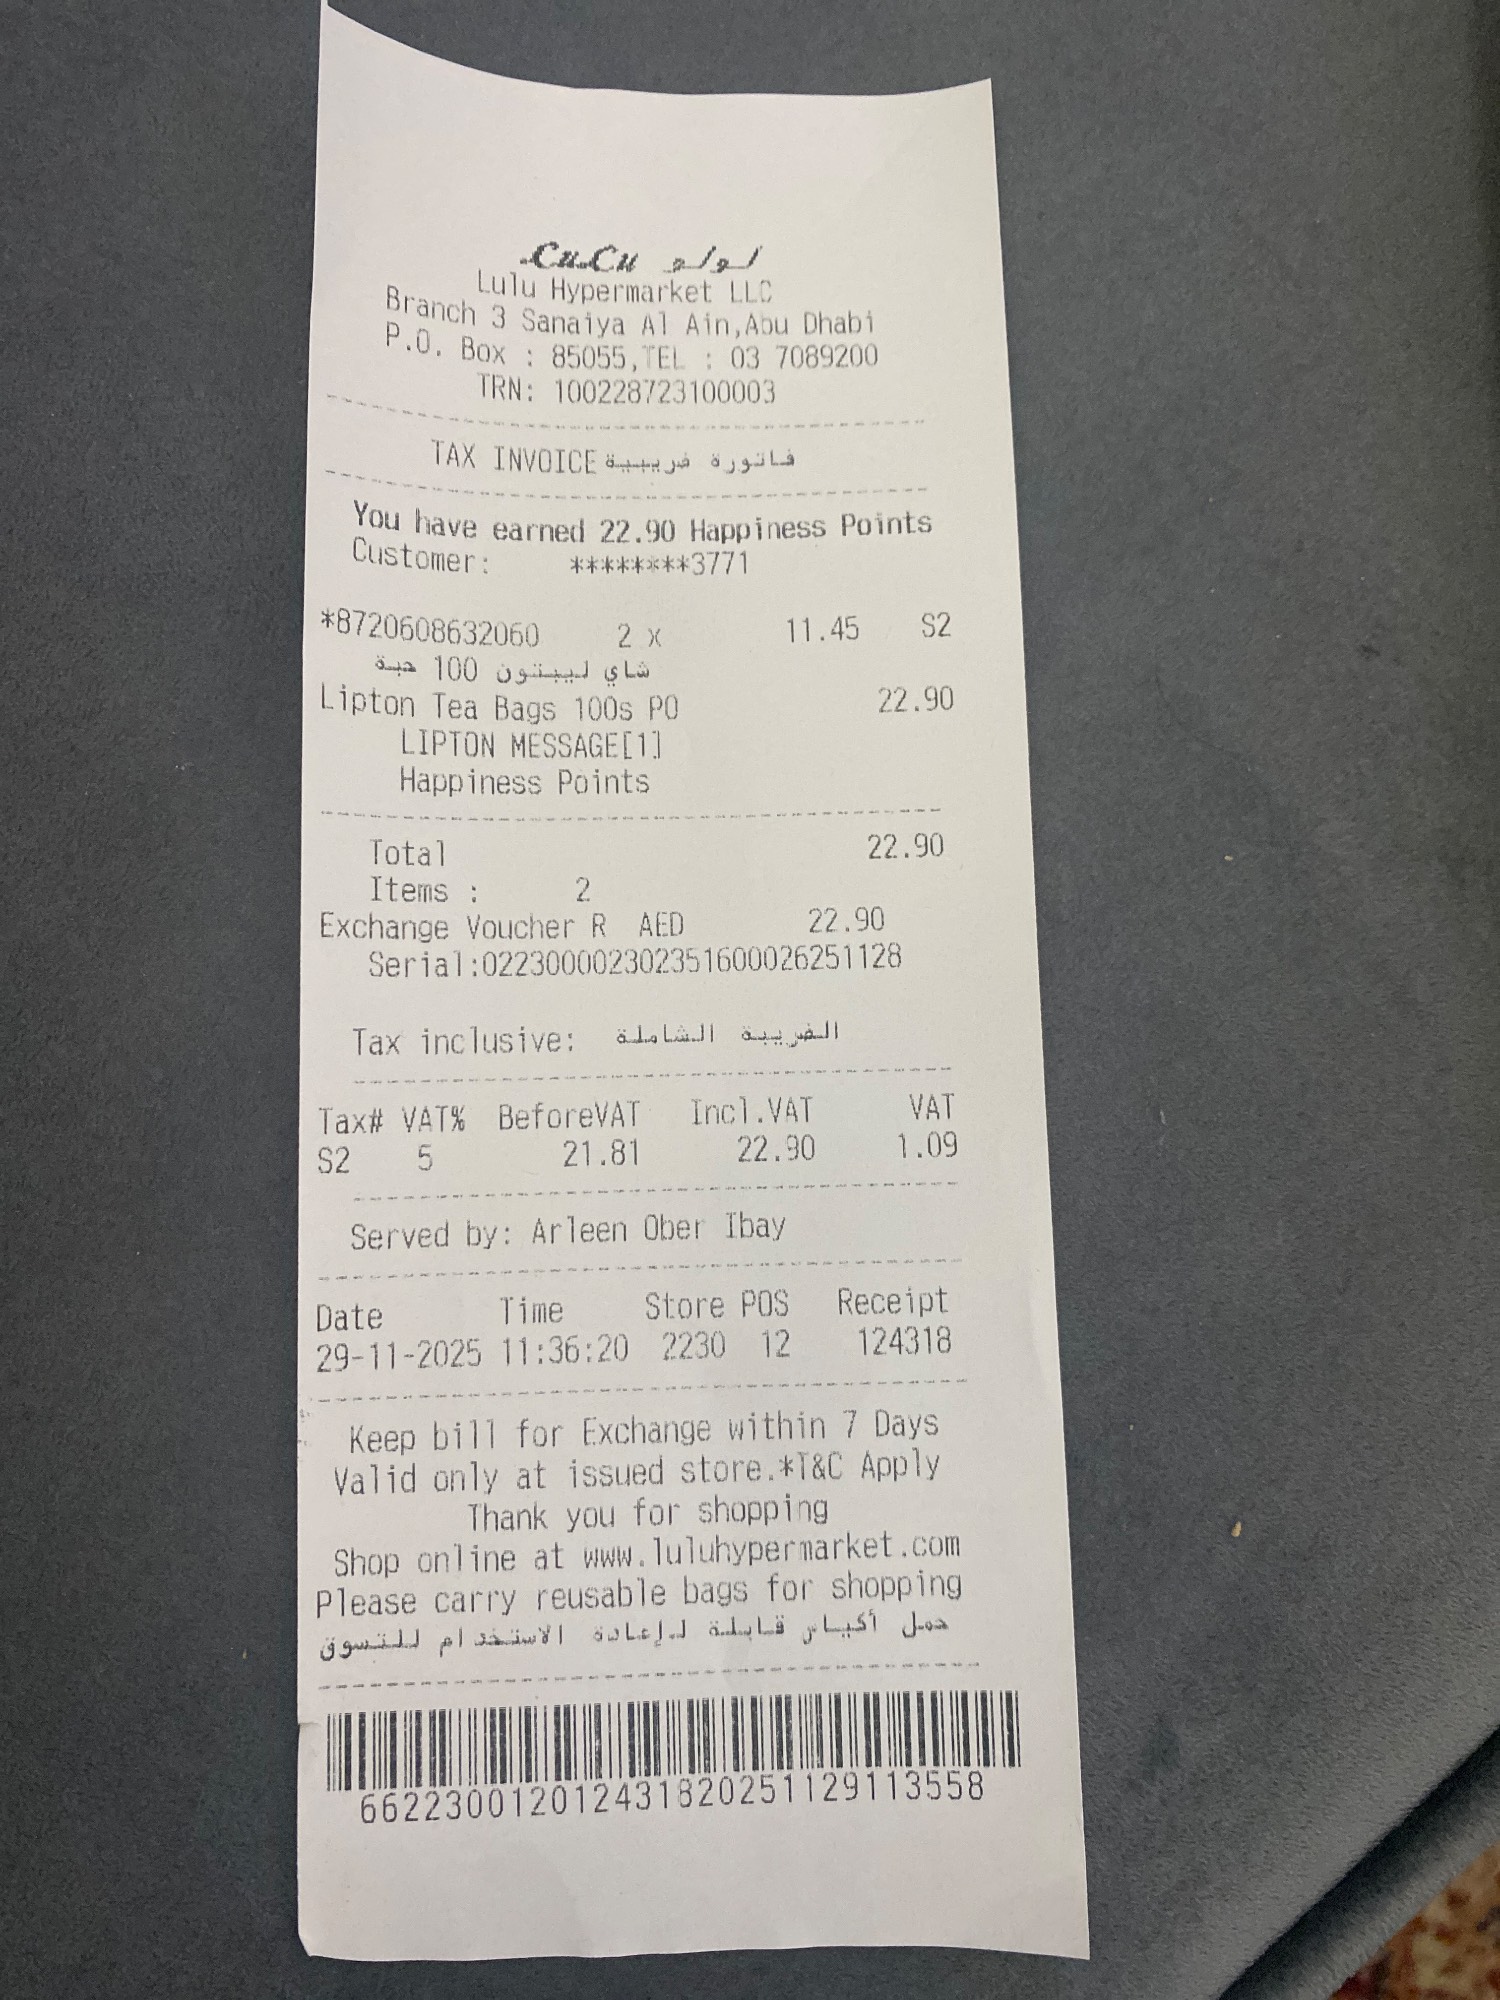 LuLu لولو
Lulu Hypermarket LLC
Branch 3 Sanaiya Al Ain,Abu Dhabi
P.O. Box : 85055,TEL : 03 7089200
TRN: 100228723100003
TAX INVOICE فاتورة ضريبية
You have earned 22.90 Happiness Points
Customer: ********3771
*8720608632060 2 x 11.45 S2
شاي ليبتون 100 حبة
Lipton Tea Bags 100s PO 22.90
LIPTON MESSAGE[1]
Happiness Points
Total 22.90
Items : 2
Exchange Voucher R AED 22.90
Serial:022300002302351600026251128
Tax inclusive: الضريبة الشاملة
Tax# VAT% BeforeVAT Incl.VAT VAT
S2 5 21.81 22.90 1.09
Served by: Arleen Ober Ibay
Date Time Store POS Receipt
29-11-2025 11:36:20 2230 12 124318
Keep bill for Exchange within 7 Days
Valid only at issued store.*T&C Apply
Thank you for shopping
Shop online at www.luluhypermarket.com
Please carry reusable bags for shopping
حمل أكياس قابلة لإعادة الاستخدام للتسوق
66223001201243182025112911​3558